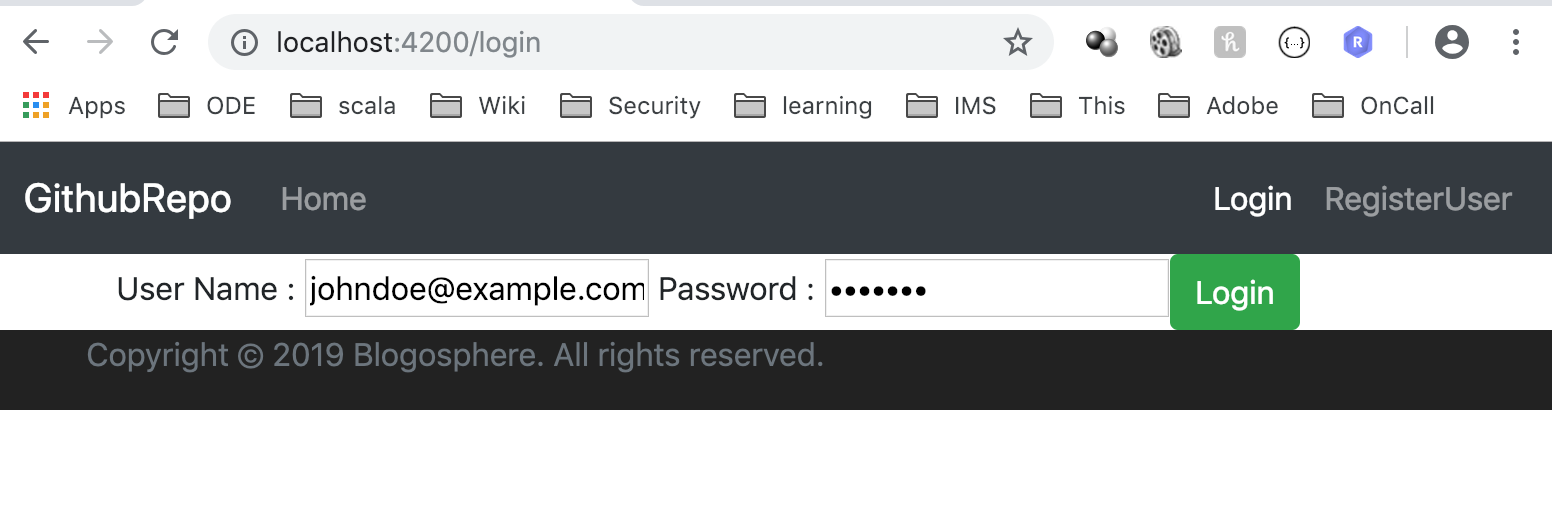 localhost:4200/login
Apps ODE scala Wiki Security learning IMS This Adobe OnCall
GithubRepo Home Login RegisterUser
User Name : johndoe@example.com Password : ••••••• Login
Copyright © 2019 Blogosphere. All rights reserved.